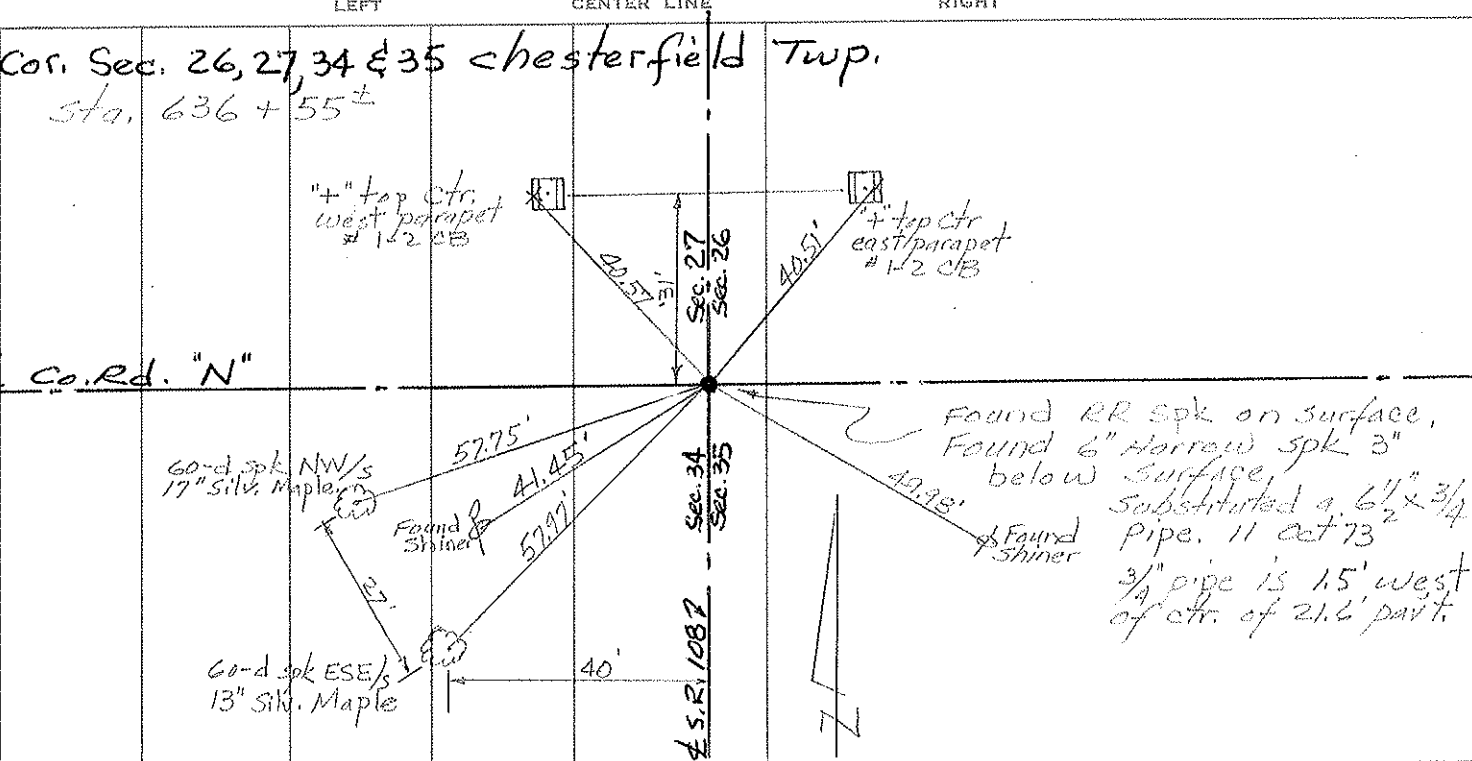 LEFT
CENTER LINE
RIGHT
Cor. Sec. 26, 27, 34 & 35 chesterfield Twp.
Sta. 636 + 55 ±
"+" top Ctr.
west parapet
# 1-2 CB
"+" top ctr
east parapet
# 1-2 CB
40.57'
31'
Sec. 27
Sec. 26
40.51'
Co. Rd. "N"
57.75'
41.45'
57.97'
60-d spk NW/s
17" Silv. Maple
Found
Shiner
27'
60-d spk ESE/s
13" Silv. Maple
40'
Sec. 34
Sec. 35
℄ S.R. 108
49.98'
Found
Shiner
Found RR Spk on surface,
Found 6" Harrow spk 3"
below Surface,
Substituted a 6 1/2" x 3/4
Pipe. 11 Oct 73
3/4" pipe is 1.5' west
of ctr. of 21.6' pavt.
N